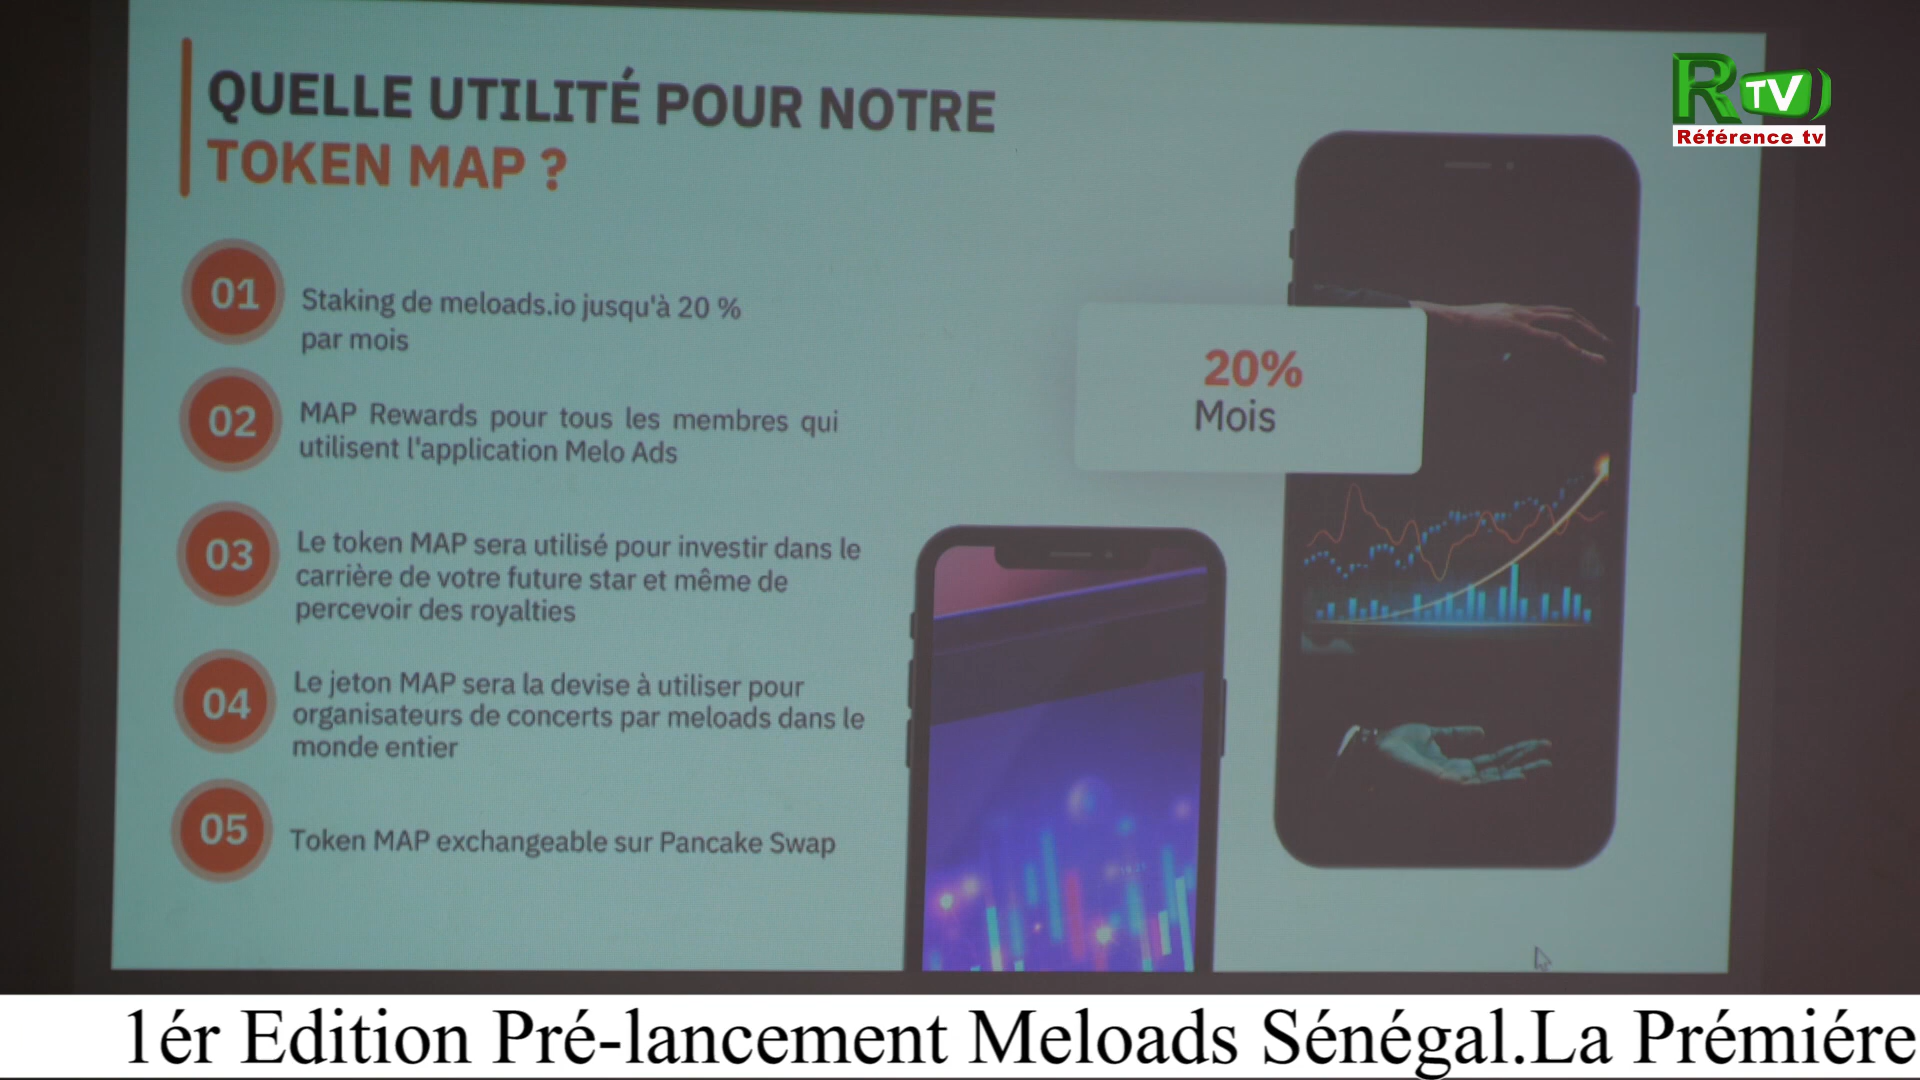 QUELLE UTILITÉ POUR NOTRE
TOKEN MAP ?
R TV
Référence tv
01
Staking de meloads.io jusqu'à 20 %
par mois
20%
Mois
02
MAP Rewards pour tous les membres qui
utilisent l'application Melo Ads
03
Le token MAP sera utilisé pour investir dans le
carrière de votre future star et même de
percevoir des royalties
04
Le jeton MAP sera la devise à utiliser pour
organisateurs de concerts par meloads dans le
monde entier
05
Token MAP exchangeable sur Pancake Swap
1ér Edition Pré-lancement Meloads Sénégal.La Prémiére